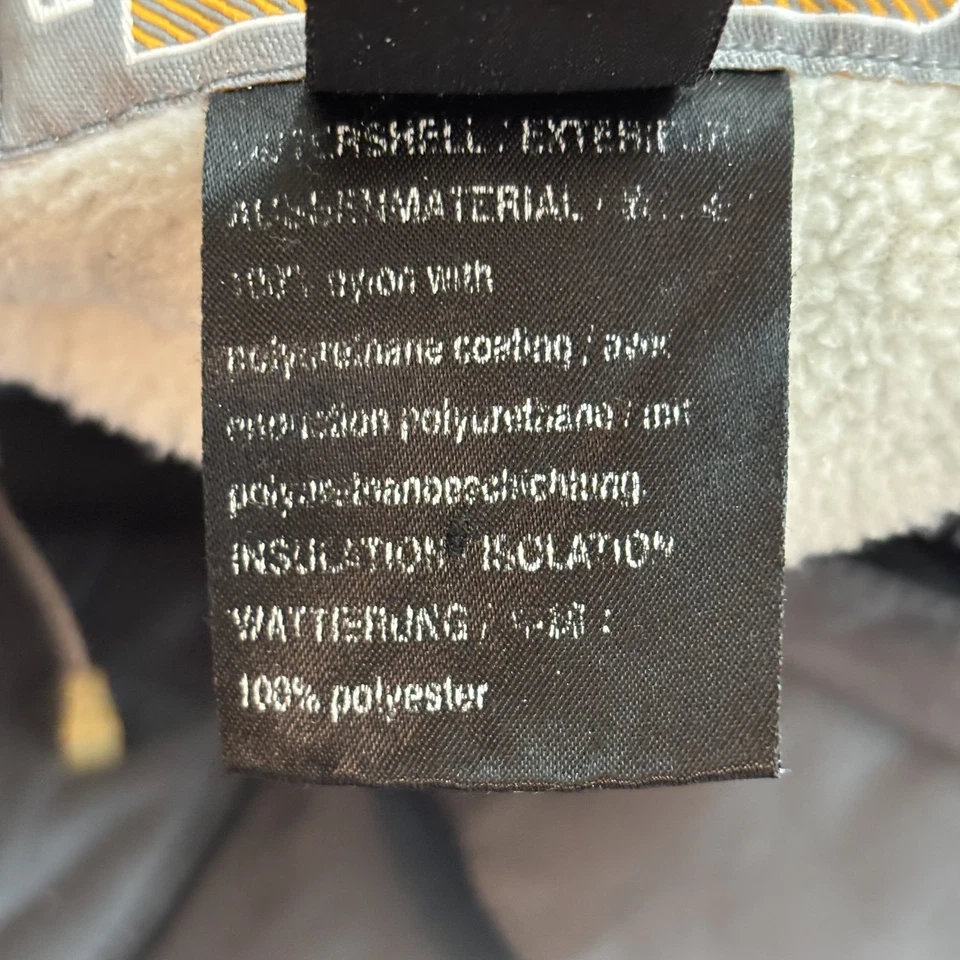 OUTERSHELL / EXTERIEUR
AUSSENMATERIAL /
100% nylon with
polyurethane coating / avec
enduction polyurethane / mit
polyurethanbeschichtung
INSULATION / ISOLATION
WATTIERUNG /
100% polyester